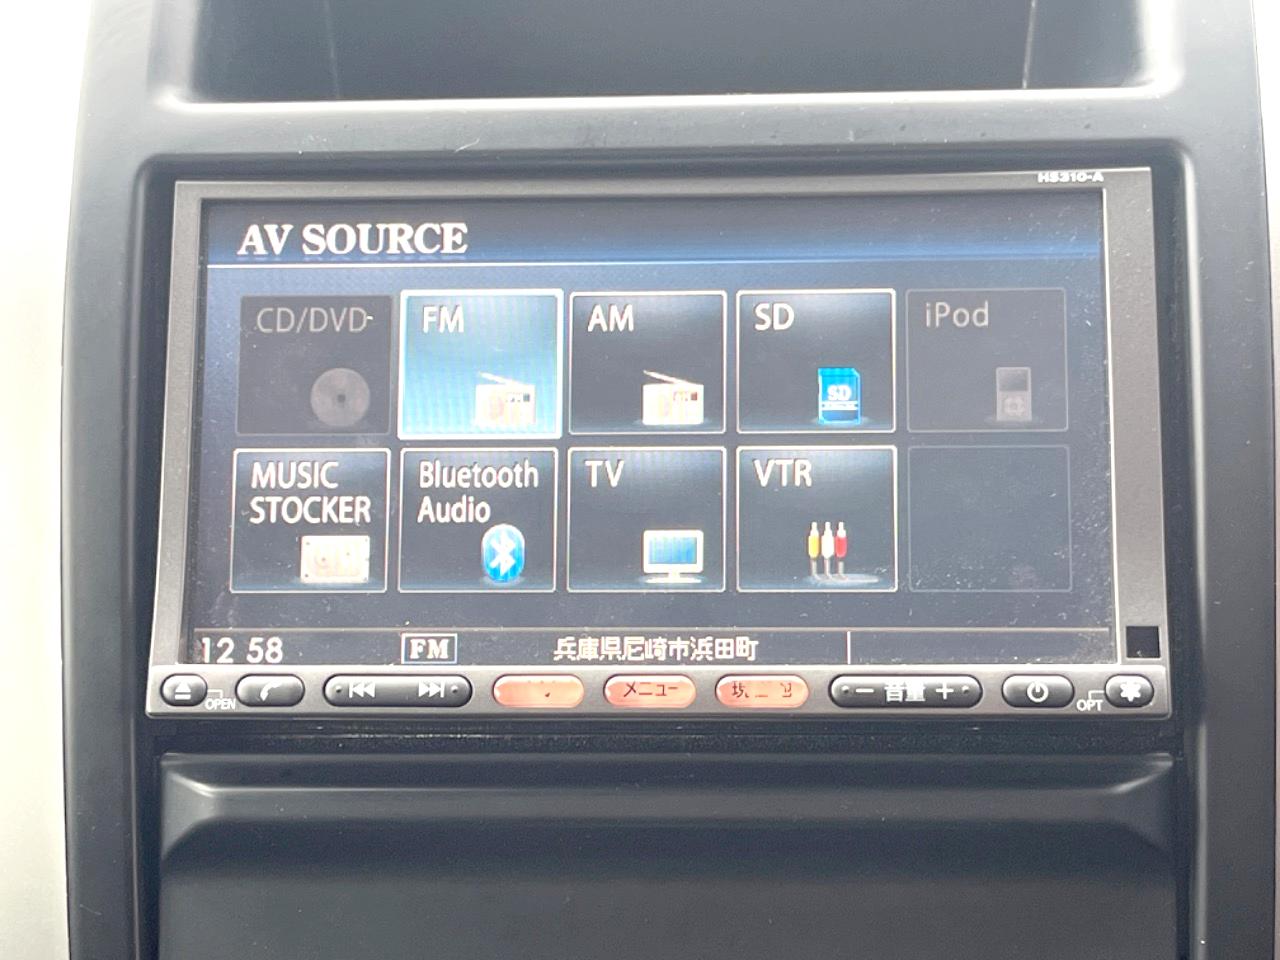 HS310-A
AV SOURCE
CD/DVD
FM
AM
SD
SD
iPod
MUSIC
STOCKER
Bluetooth
Audio
TV
VTR
12 58
FM
兵庫県尼崎市浜田町
OPEN
メニュー
− 音量 +
OPT